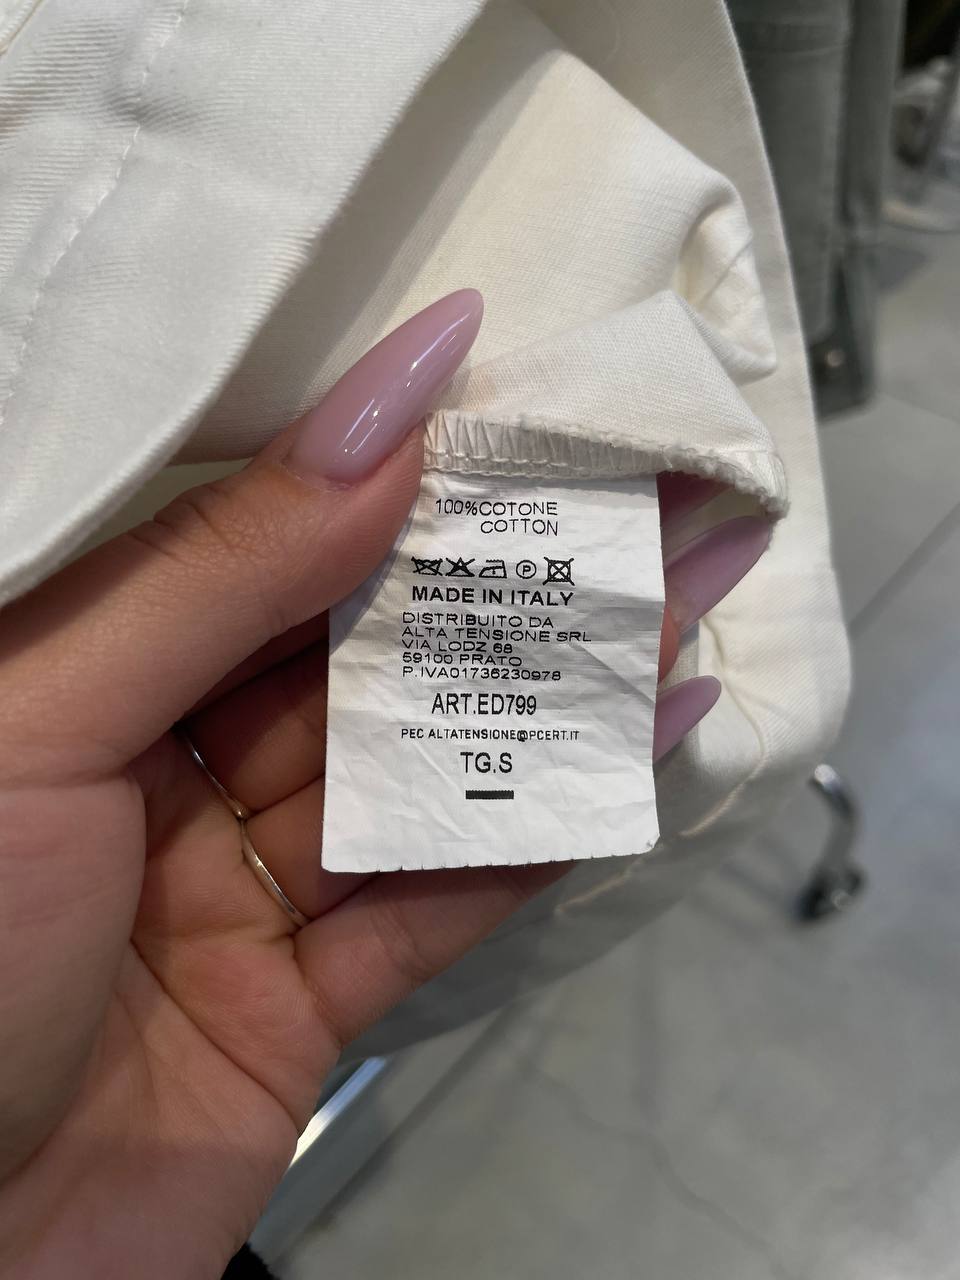 100%COTONE
COTTON
P
MADE IN ITALY
DISTRIBUITO DA
ALTA TENSIONE SRL
VIA LODZ 68
59100 PRATO
P.IVA01736230978
ART.ED799
PEC ALTATENSIONE@PCERT.IT
TG.S